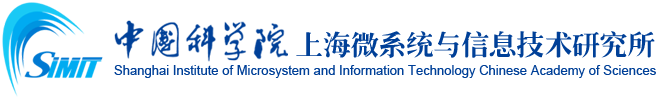 SIMIT
中国科学院上海微系统与信息技术研究所
Shanghai Institute of Microsystem and Information Technology Chinese Academy of Sciences